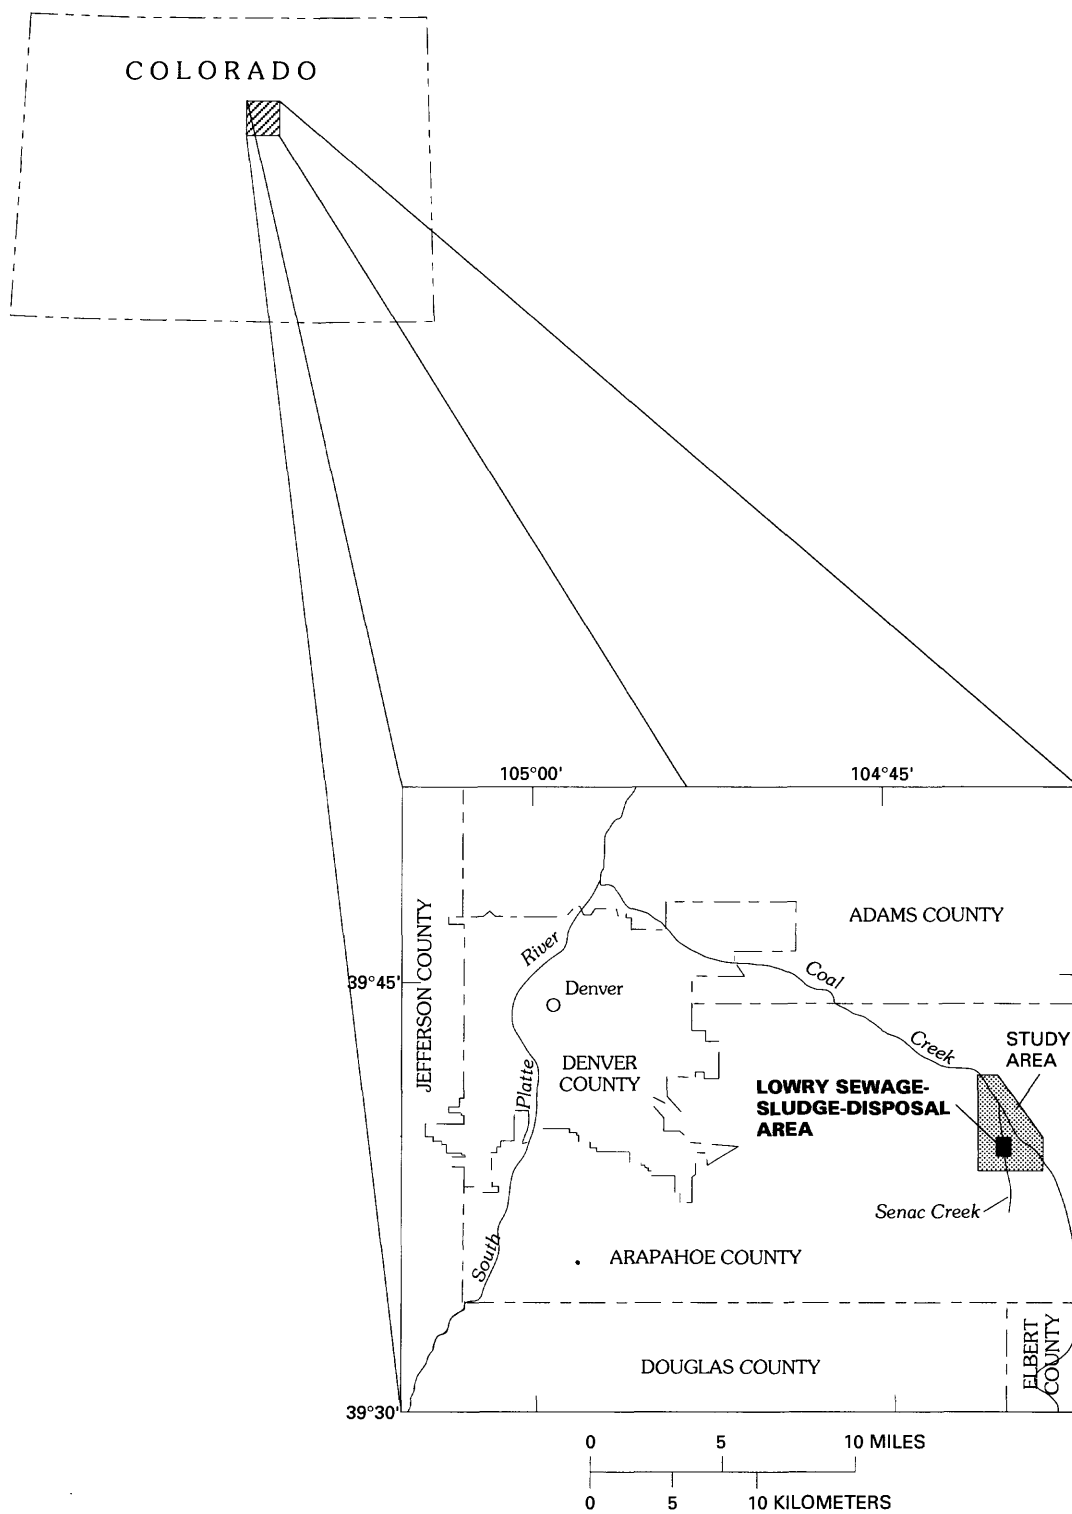 COLORADO
105°00'
104°45'
ADAMS COUNTY
JEFFERSON COUNTY
River
39°45'
Coal
Denver
Creek
STUDY
AREA
DENVER
COUNTY
Platte
LOWRY SEWAGE-
SLUDGE-DISPOSAL
AREA
Senac Creek
South
ARAPAHOE COUNTY
DOUGLAS COUNTY
ELBERT
COUNTY
39°30'
0 5 10 MILES
0 5 10 KILOMETERS